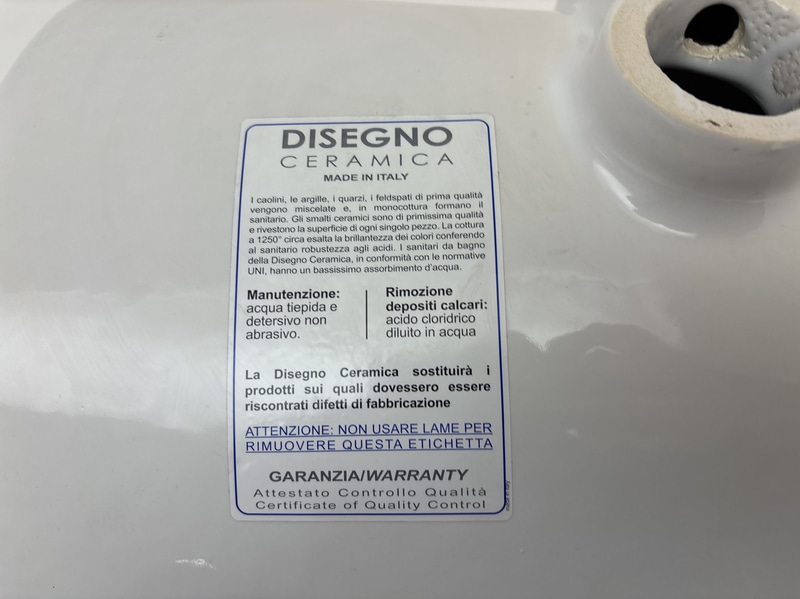 DISEGNO
CERAMICA
MADE IN ITALY
I caolini, le argille, i quarzi, i feldspati di prima qualità
vengono miscelate e, in monocottura formano il
sanitario. Gli smalti ceramici sono di primissima qualità
e rivestono la superficie di ogni singolo pezzo. La cottura
a 1250° circa esalta la brillantezza dei colori conferendo
al sanitario robustezza agli acidi. I sanitari da bagno
della Disegno Ceramica, in conformità con le normative
UNI, hanno un bassissimo assorbimento d'acqua.
Manutenzione:
acqua tiepida e
detersivo non
abrasivo.
Rimozione
depositi calcari:
acido cloridrico
diluito in acqua
La Disegno Ceramica sostituirà i
prodotti sui quali dovessero essere
riscontrati difetti di fabbricazione
ATTENZIONE: NON USARE LAME PER
RIMUOVERE QUESTA ETICHETTA
GARANZIA/WARRANTY
Attestato Controllo Qualità
Certificate of Quality Control